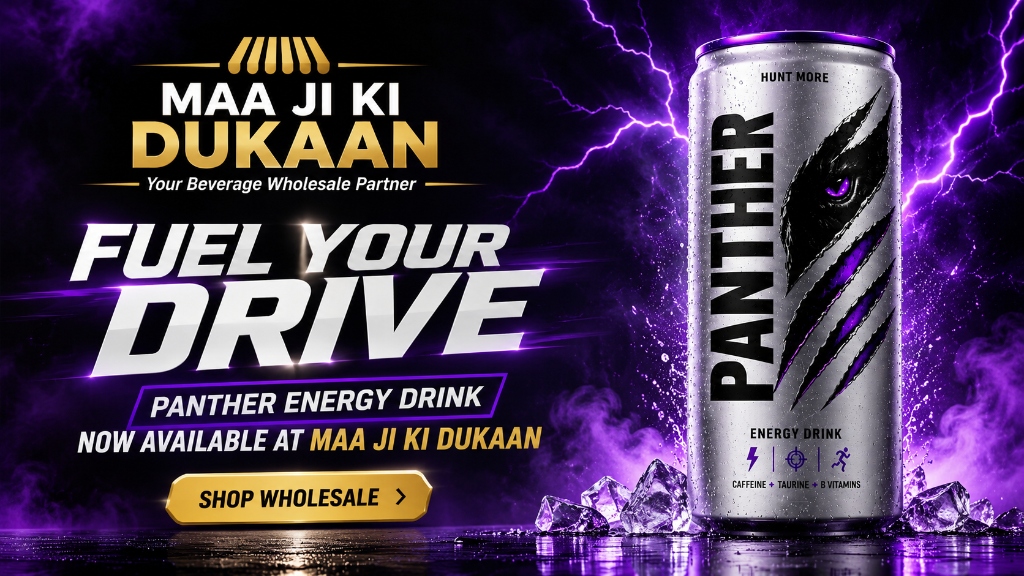 MAA JI KI
DUKAAN
Your Beverage Wholesale Partner
FUEL YOUR
DRIVE
PANTHER ENERGY DRINK
NOW AVAILABLE AT MAA JI KI DUKAAN
SHOP WHOLESALE >
HUNT MORE
PANTHER
ENERGY DRINK
CAFFEINE + TAURINE + B VITAMINS